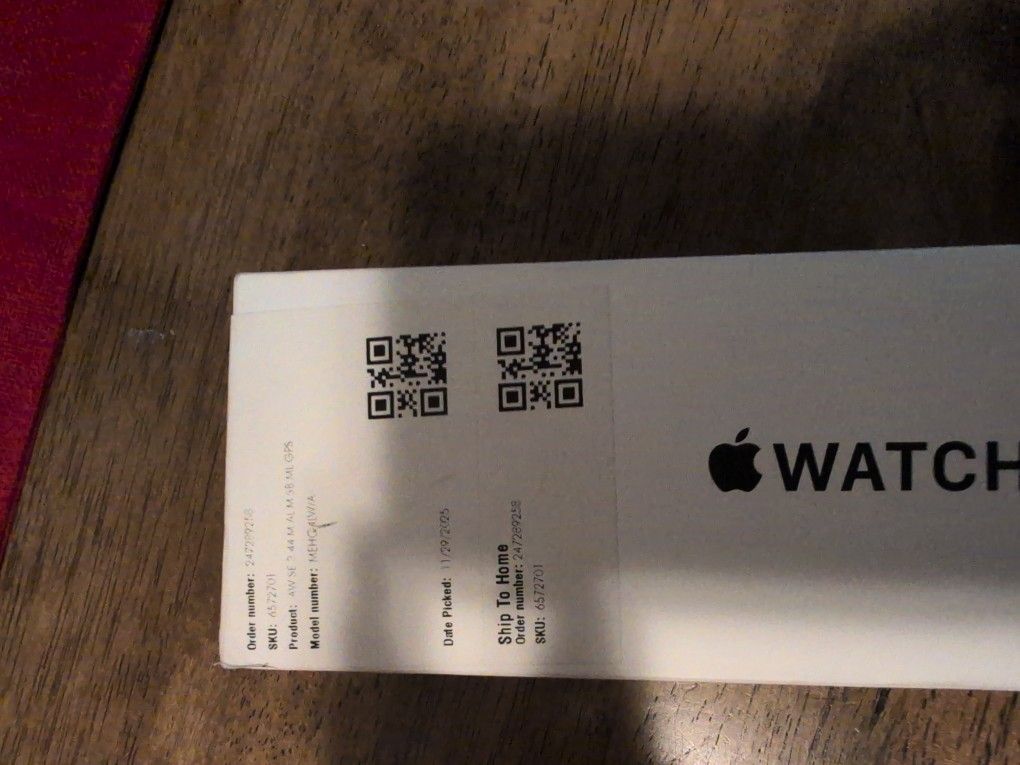 Order number: 247289258
SKU: 6572701
Product: AW SE 3 44 M AL M SB ML GPS
Model number: MEHG4LW/A
Date Picked: 11/29/2025
Ship To Home
Order number: 247289258
SKU: 6572701
WATCH